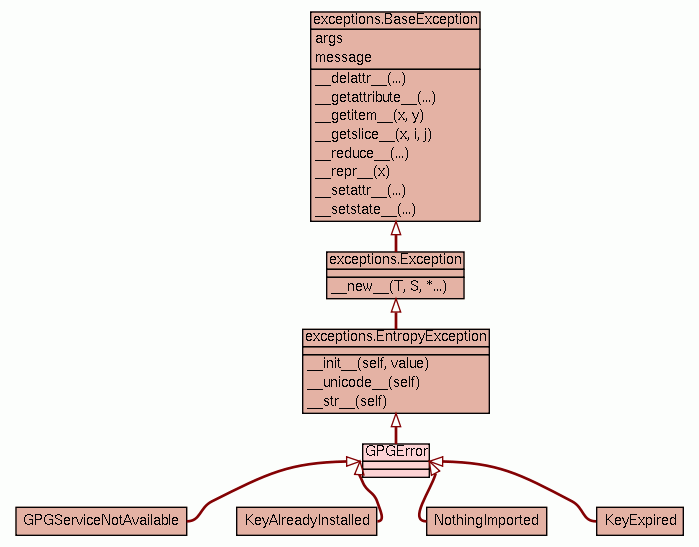 exceptions.BaseException
args
message
__delattr__(...)
__getattribute__(...)
__getitem__(x, y)
__getslice__(x, i, j)
__reduce__(...)
__repr__(x)
__setattr__(...)
__setstate__(...)
exceptions.Exception
__new__(T, S, *...)
exceptions.EntropyException
__init__(self, value)
__unicode__(self)
__str__(self)
GPGError
GPGServiceNotAvailable
KeyAlreadyInstalled
NothingImported
KeyExpired